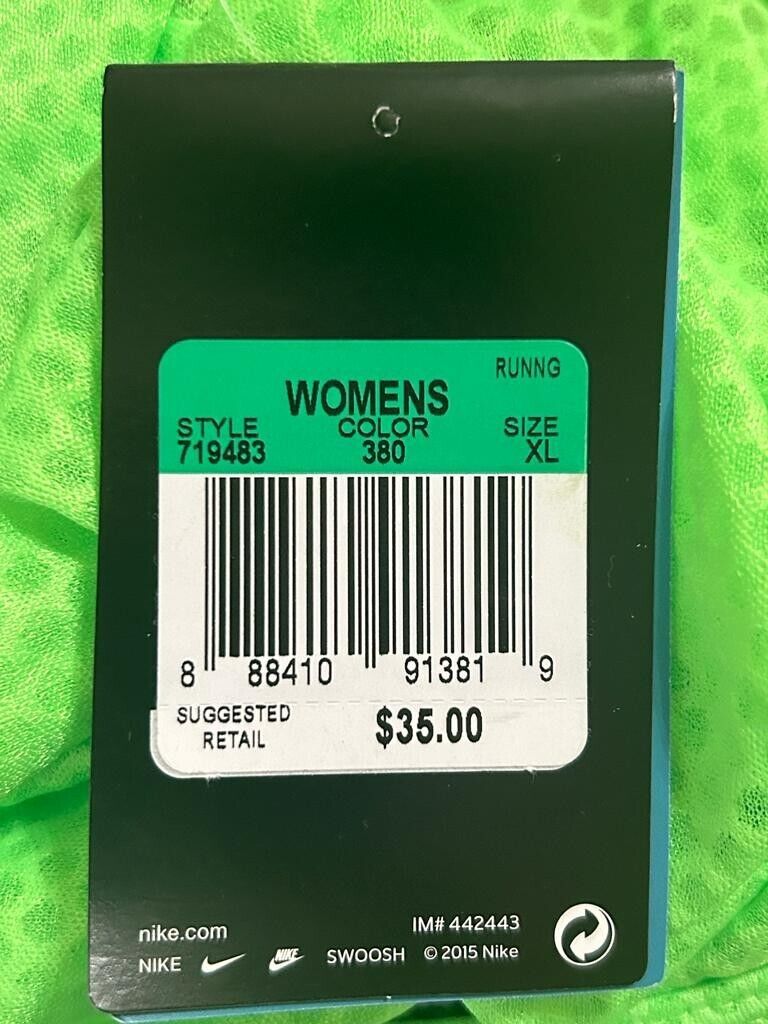 RUNNG
WOMENS
STYLE COLOR SIZE
719483 380 XL
8 88410 91381 9
SUGGESTED RETAIL $35.00
nike.com IM# 442443
NIKE NIKE SWOOSH © 2015 Nike